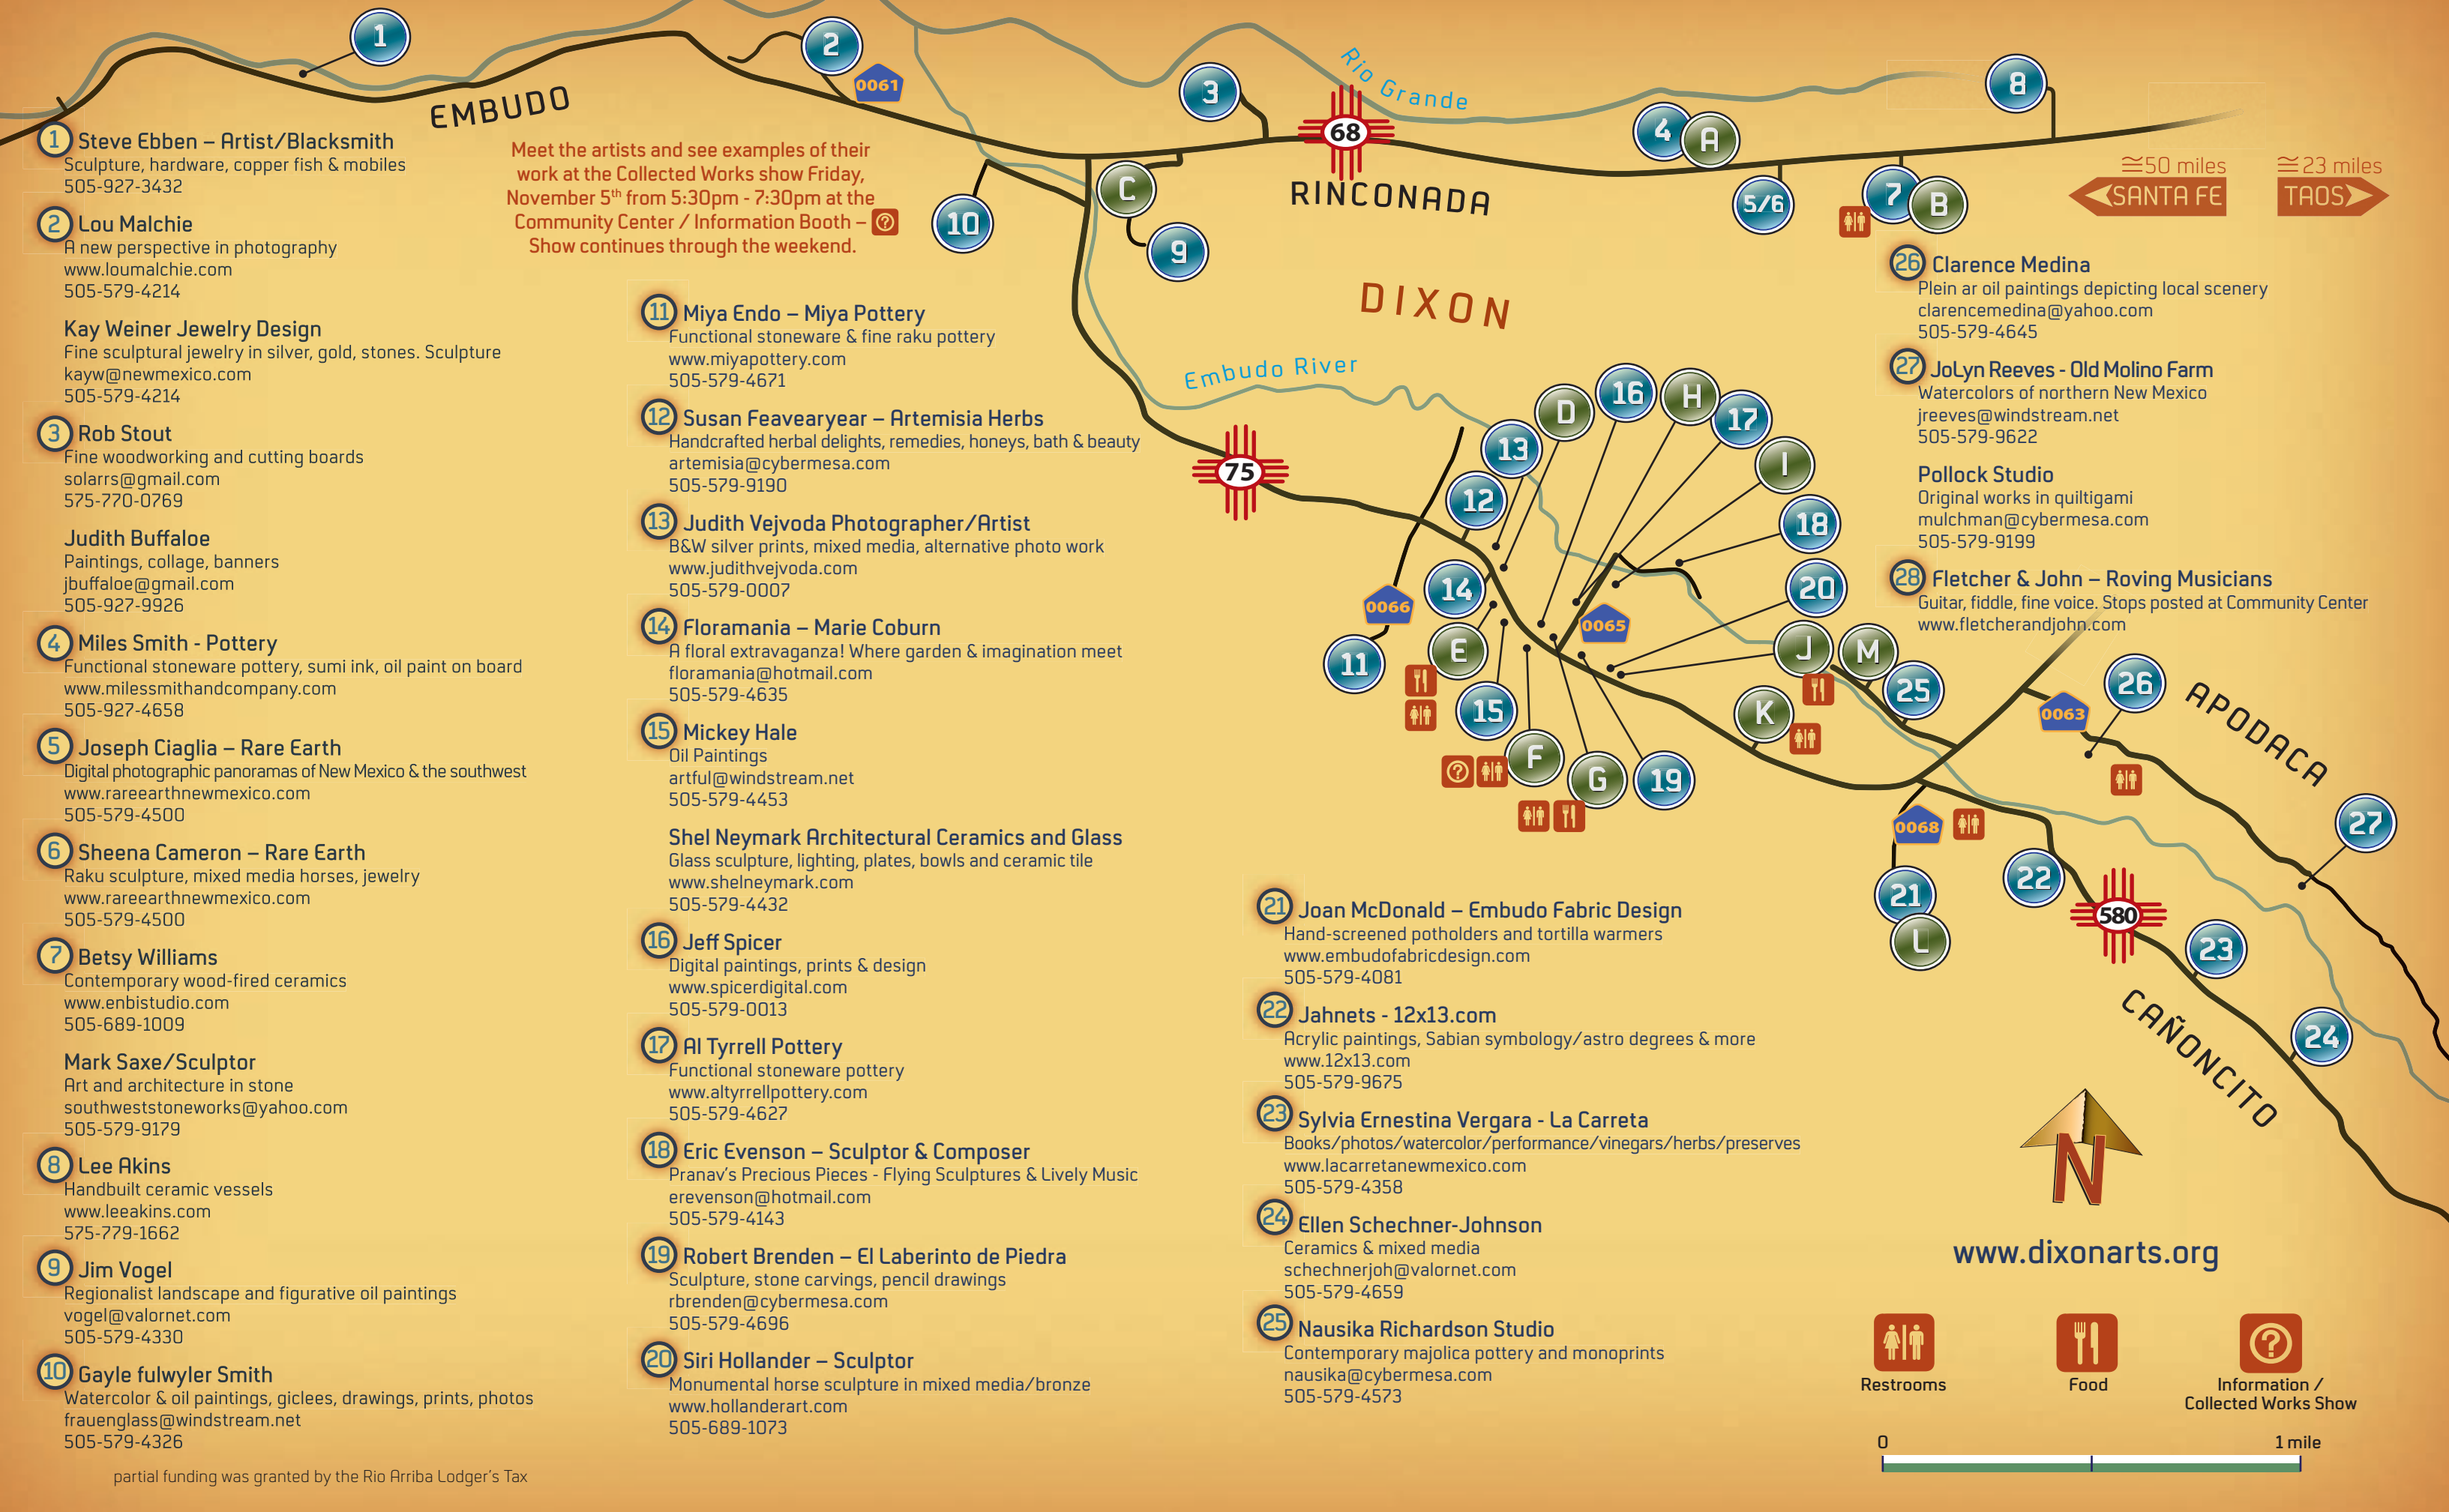 1
2
0061
3
Rio Grande
68
4
A
8
EMBUDO
C
10
9
RINCONADA
5/6
7
B
≅50 miles
SANTA FE
≅23 miles
TAOS
Meet the artists and see examples of their
work at the Collected Works show Friday,
November 5th from 5:30pm - 7:30pm at the
Community Center / Information Booth – ?
Show continues through the weekend.
1 Steve Ebben – Artist/Blacksmith
Sculpture, hardware, copper fish & mobiles
505-927-3432
2 Lou Malchie
A new perspective in photography
www.loumalchie.com
505-579-4214
Kay Weiner Jewelry Design
Fine sculptural jewelry in silver, gold, stones. Sculpture
kayw@newmexico.com
505-579-4214
3 Rob Stout
Fine woodworking and cutting boards
solarrs@gmail.com
575-770-0769
Judith Buffaloe
Paintings, collage, banners
jbuffaloe@gmail.com
505-927-9926
4 Miles Smith - Pottery
Functional stoneware pottery, sumi ink, oil paint on board
www.milessmithandcompany.com
505-927-4658
5 Joseph Ciaglia – Rare Earth
Digital photographic panoramas of New Mexico & the southwest
www.rareearthnewmexico.com
505-579-4500
6 Sheena Cameron – Rare Earth
Raku sculpture, mixed media horses, jewelry
www.rareearthnewmexico.com
505-579-4500
7 Betsy Williams
Contemporary wood-fired ceramics
www.enbistudio.com
505-689-1009
Mark Saxe/Sculptor
Art and architecture in stone
southweststoneworks@yahoo.com
505-579-9179
8 Lee Akins
Handbuilt ceramic vessels
www.leeakins.com
575-779-1662
9 Jim Vogel
Regionalist landscape and figurative oil paintings
vogel@valornet.com
505-579-4330
10 Gayle fulwyler Smith
Watercolor & oil paintings, giclees, drawings, prints, photos
frauenglass@windstream.net
505-579-4326
partial funding was granted by the Rio Arriba Lodger's Tax
11 Miya Endo – Miya Pottery
Functional stoneware & fine raku pottery
www.miyapottery.com
505-579-4671
12 Susan Feavearyear – Artemisia Herbs
Handcrafted herbal delights, remedies, honeys, bath & beauty
artemisia@cybermesa.com
505-579-9190
13 Judith Vejvoda Photographer/Artist
B&W silver prints, mixed media, alternative photo work
www.judithvejvoda.com
505-579-0007
14 Floramania – Marie Coburn
A floral extravaganza! Where garden & imagination meet
floramania@hotmail.com
505-579-4635
15 Mickey Hale
Oil Paintings
artful@windstream.net
505-579-4453
Shel Neymark Architectural Ceramics and Glass
Glass sculpture, lighting, plates, bowls and ceramic tile
www.shelneymark.com
505-579-4432
16 Jeff Spicer
Digital paintings, prints & design
www.spicerdigital.com
505-579-0013
17 Al Tyrrell Pottery
Functional stoneware pottery
www.altyrrellpottery.com
505-579-4627
18 Eric Evenson – Sculptor & Composer
Pranav's Precious Pieces - Flying Sculptures & Lively Music
erevenson@hotmail.com
505-579-4143
19 Robert Brenden – El Laberinto de Piedra
Sculpture, stone carvings, pencil drawings
rbrenden@cybermesa.com
505-579-4696
20 Siri Hollander – Sculptor
Monumental horse sculpture in mixed media/bronze
www.hollanderart.com
505-689-1073
DIXON
Embudo River
75
16
H
D
17
13
I
12
18
14
20
0066
0065
E
J
M
11
25
15
K
F
G
19
?
0063
26
APODACA
27
0068
21
L
22
580
23
24
CAÑONCITO
21 Joan McDonald – Embudo Fabric Design
Hand-screened potholders and tortilla warmers
www.embudofabricdesign.com
505-579-4081
22 Jahnets - 12x13.com
Acrylic paintings, Sabian symbology/astro degrees & more
www.12x13.com
505-579-9675
23 Sylvia Ernestina Vergara - La Carreta
Books/photos/watercolor/performance/vinegars/herbs/preserves
www.lacarretanewmexico.com
505-579-4358
24 Ellen Schechner-Johnson
Ceramics & mixed media
schechnerjoh@valornet.com
505-579-4659
25 Nausika Richardson Studio
Contemporary majolica pottery and monoprints
nausika@cybermesa.com
505-579-4573
26 Clarence Medina
Plein ar oil paintings depicting local scenery
clarencemedina@yahoo.com
505-579-4645
27 JoLyn Reeves - Old Molino Farm
Watercolors of northern New Mexico
jreeves@windstream.net
505-579-9622
Pollock Studio
Original works in quiltigami
mulchman@cybermesa.com
505-579-9199
28 Fletcher & John – Roving Musicians
Guitar, fiddle, fine voice. Stops posted at Community Center
www.fletcherandjohn.com
N
www.dixonarts.org
?
Restrooms
Food
Information /
Collected Works Show
0
1 mile